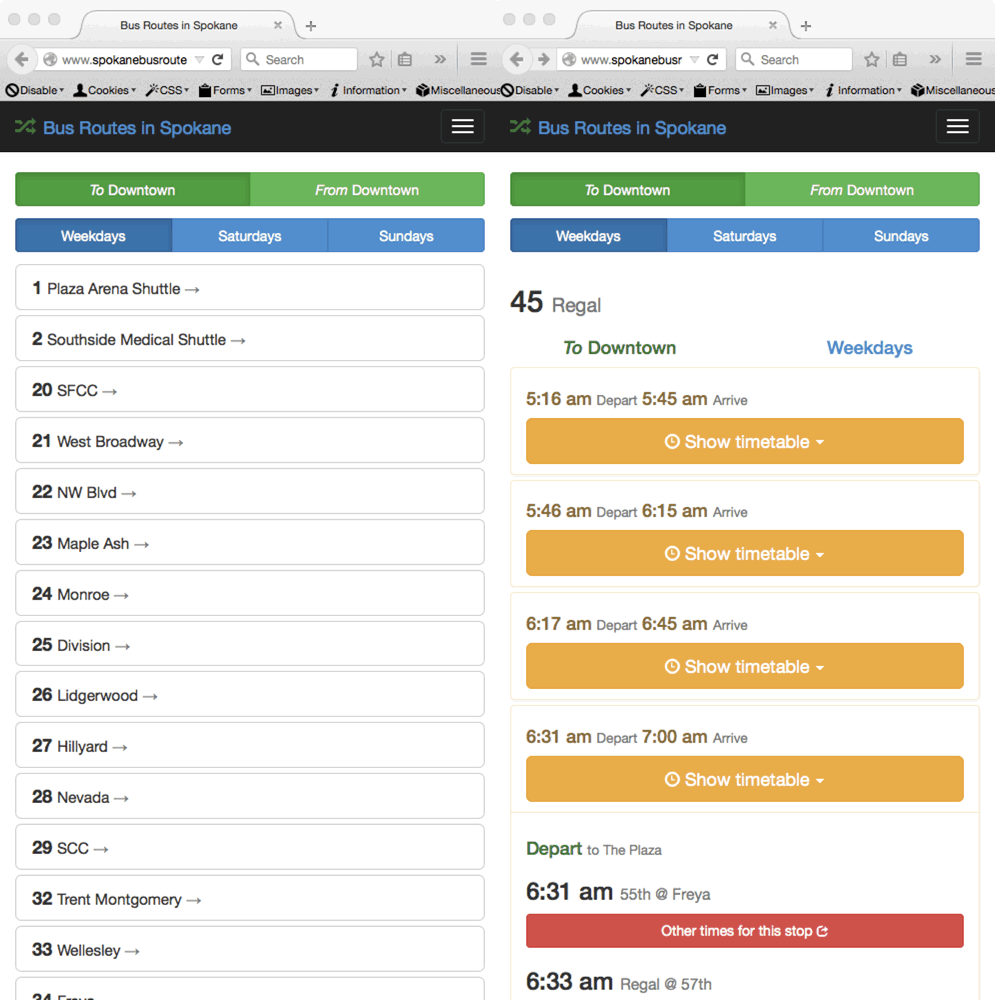 Bus Routes in Spokane
www.spokanebusroute
Search
Disable Cookies CSS Forms Images Information Miscellaneous
Bus Routes in Spokane
To Downtown From Downtown
Weekdays Saturdays Sundays
1 Plaza Arena Shuttle →
2 Southside Medical Shuttle →
20 SFCC →
21 West Broadway →
22 NW Blvd →
23 Maple Ash →
24 Monroe →
25 Division →
26 Lidgerwood →
27 Hillyard →
28 Nevada →
29 SCC →
32 Trent Montgomery →
33 Wellesley →
34 Freya
Bus Routes in Spokane
www.spokanebusr
Search
Disable Cookies CSS Forms Images Information Miscellaneous
Bus Routes in Spokane
To Downtown From Downtown
Weekdays Saturdays Sundays
45 Regal
To Downtown Weekdays
5:16 am Depart 5:45 am Arrive
Show timetable
5:46 am Depart 6:15 am Arrive
Show timetable
6:17 am Depart 6:45 am Arrive
Show timetable
6:31 am Depart 7:00 am Arrive
Show timetable
Depart to The Plaza
6:31 am 55th @ Freya
Other times for this stop
6:33 am Regal @ 57th